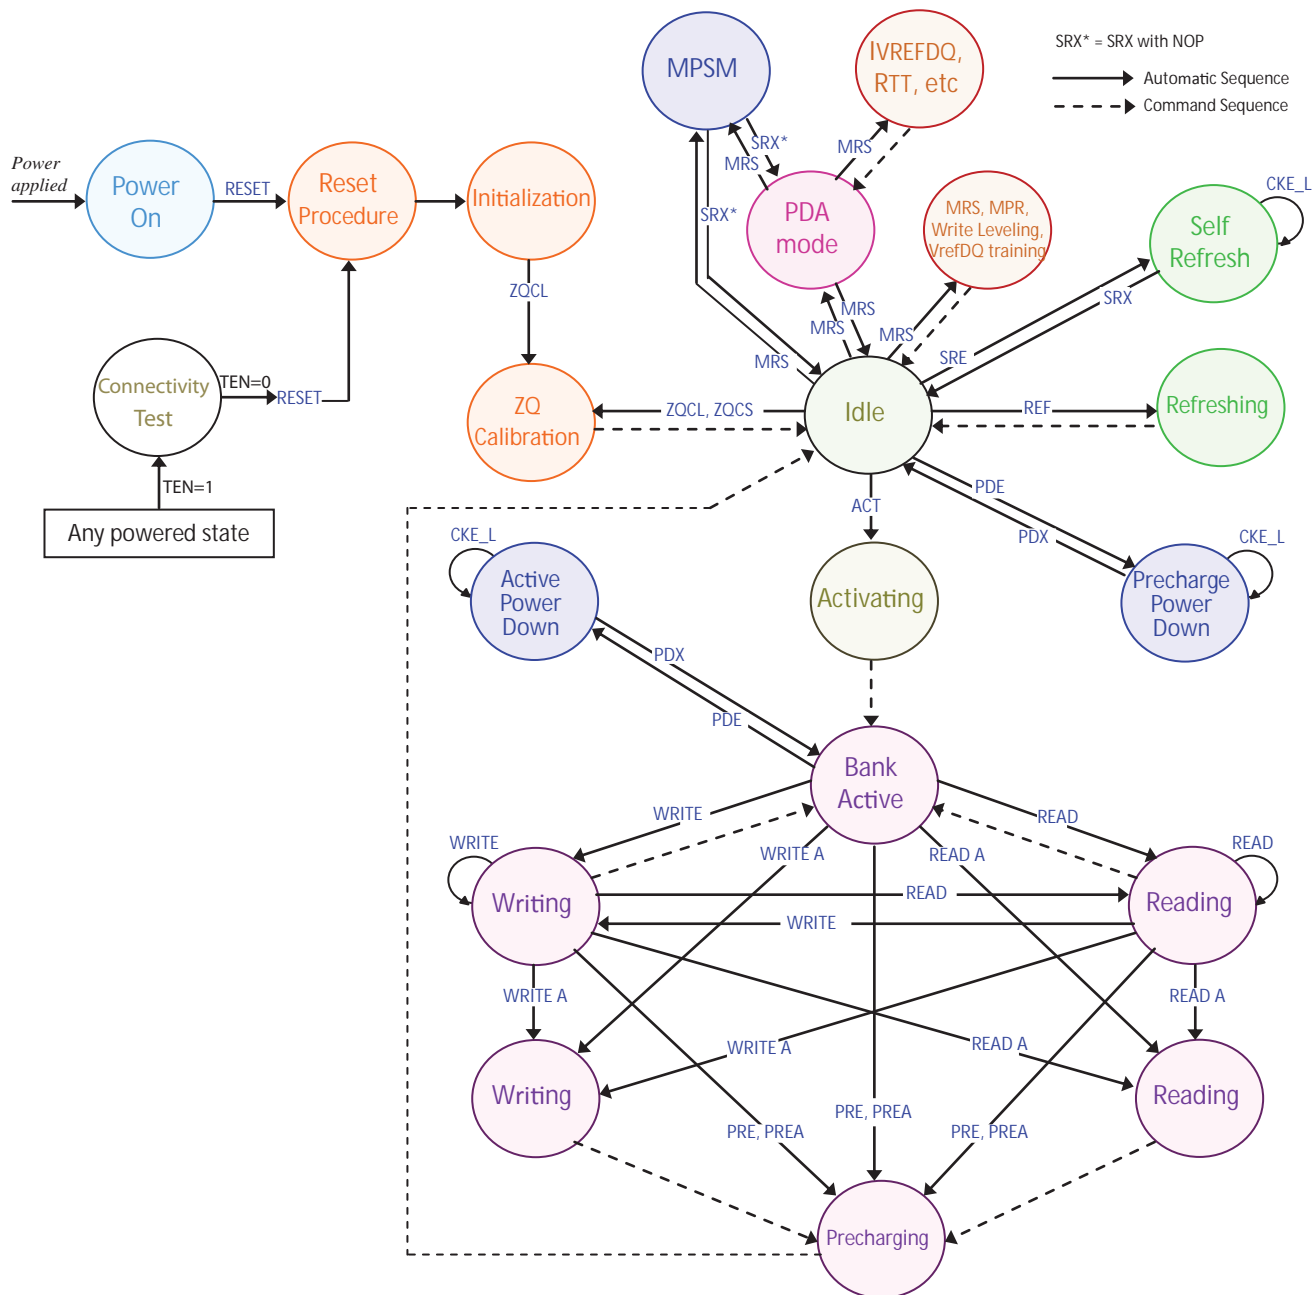 SRX* = SRX with NOP
Automatic Sequence
Command Sequence
MPSM
IVREFDQ,
RTT, etc
SRX*
MRS
MRS
Power
applied
Power
On
RESET
Reset
Procedure
Initialization
PDA
mode
MRS, MPR,
Write Leveling,
VrefDQ training
Self
Refresh
CKE_L
SRX*
ZQCL
MRS
MRS
MRS
MRS
SRE
SRX
Connectivity
Test
TEN=0
RESET
TEN=1
Any powered state
ZQ
Calibration
ZQCL, ZQCS
Idle
REF
Refreshing
ACT
PDE
PDX
CKE_L
Active
Power
Down
Activating
CKE_L
Precharge
Power
Down
PDX
PDE
Bank
Active
WRITE
READ
WRITE
WRITE A
READ A
READ
Writing
READ
WRITE
Reading
WRITE A
READ A
WRITE A
READ A
Writing
Reading
PRE, PREA
PRE, PREA
PRE, PREA
Precharging